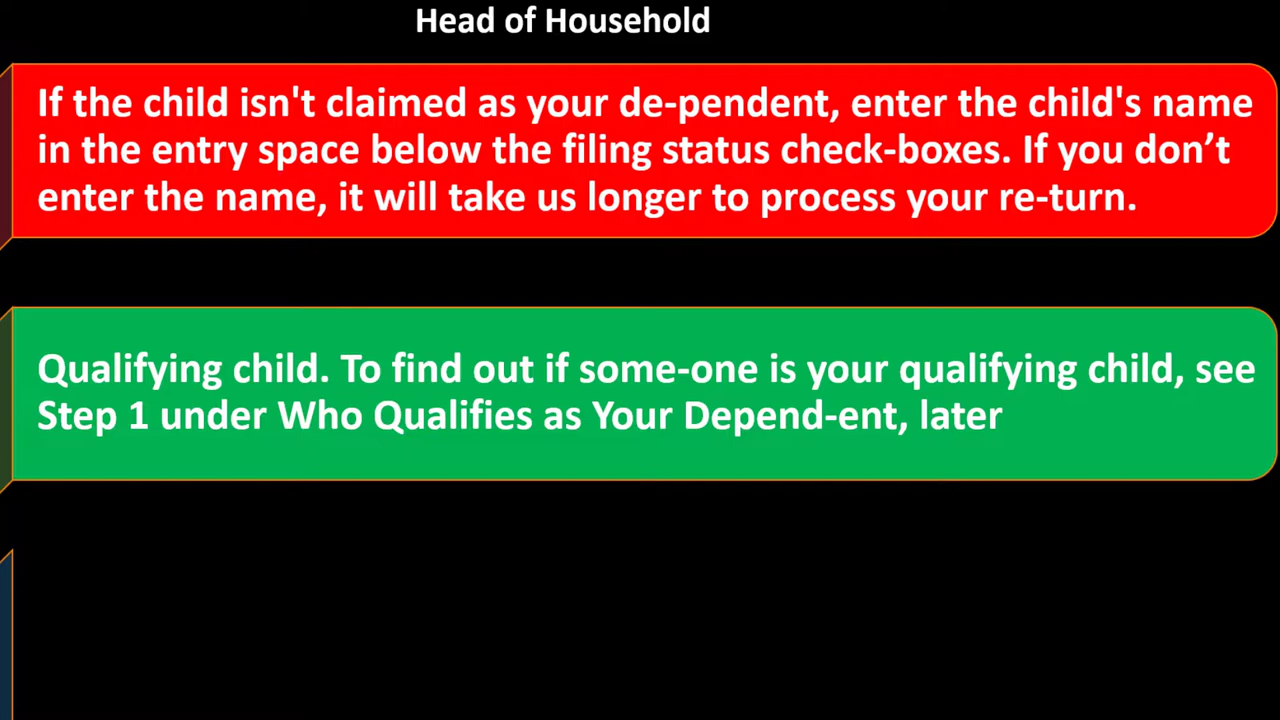 Head of Household
If the child isn't claimed as your de-pendent, enter the child's name
in the entry space below the filing status check-boxes. If you don’t
enter the name, it will take us longer to process your re-turn.
Qualifying child. To find out if some-one is your qualifying child, see
Step 1 under Who Qualifies as Your Depend-ent, later